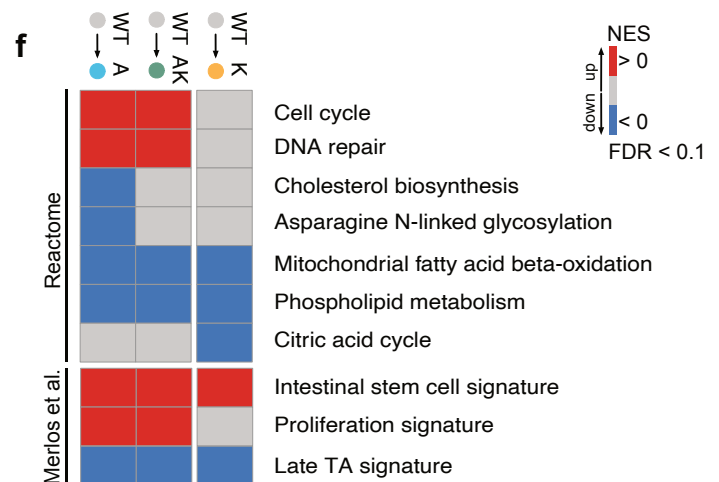 f
WT A
WT AK
WT K
NES
up > 0
down < 0
FDR < 0.1
Reactome
Cell cycle
DNA repair
Cholesterol biosynthesis
Asparagine N-linked glycosylation
Mitochondrial fatty acid beta-oxidation
Phospholipid metabolism
Citric acid cycle
Merlos et al.
Intestinal stem cell signature
Proliferation signature
Late TA signature